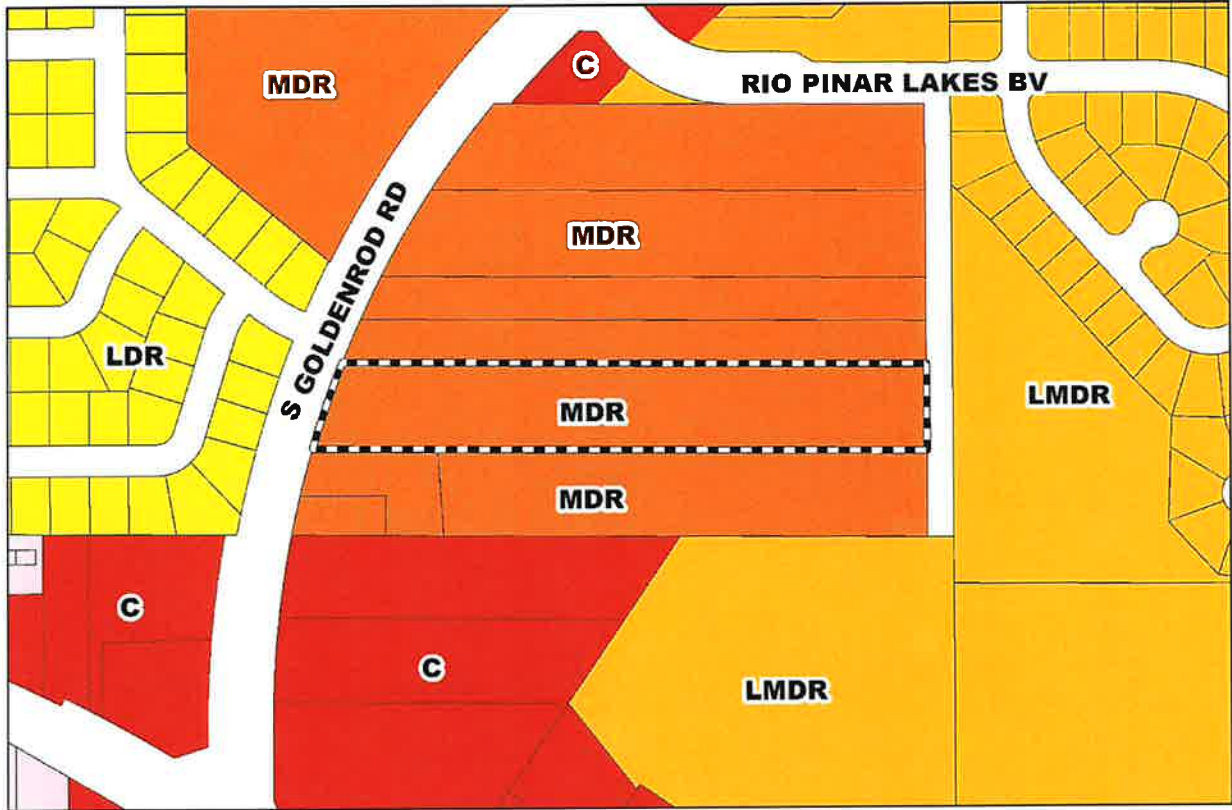 MDR
C
RIO PINAR LAKES BV
MDR
S GOLDENROD RD
LDR
MDR
LMDR
MDR
C
C
LMDR